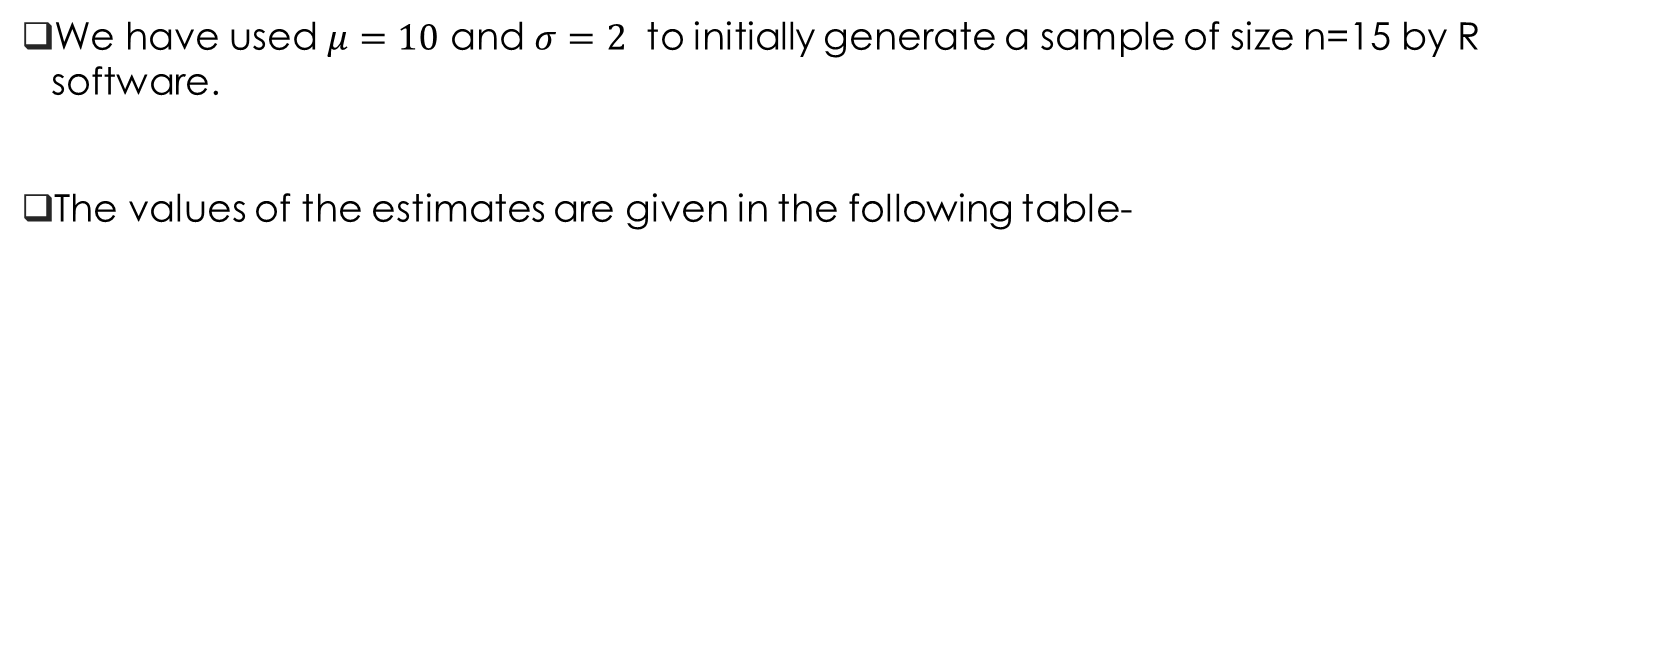 ❑We have used μ = 10 and σ = 2 to initially generate a sample of size n=15 by R
software.
❑The values of the estimates are given in the following table-